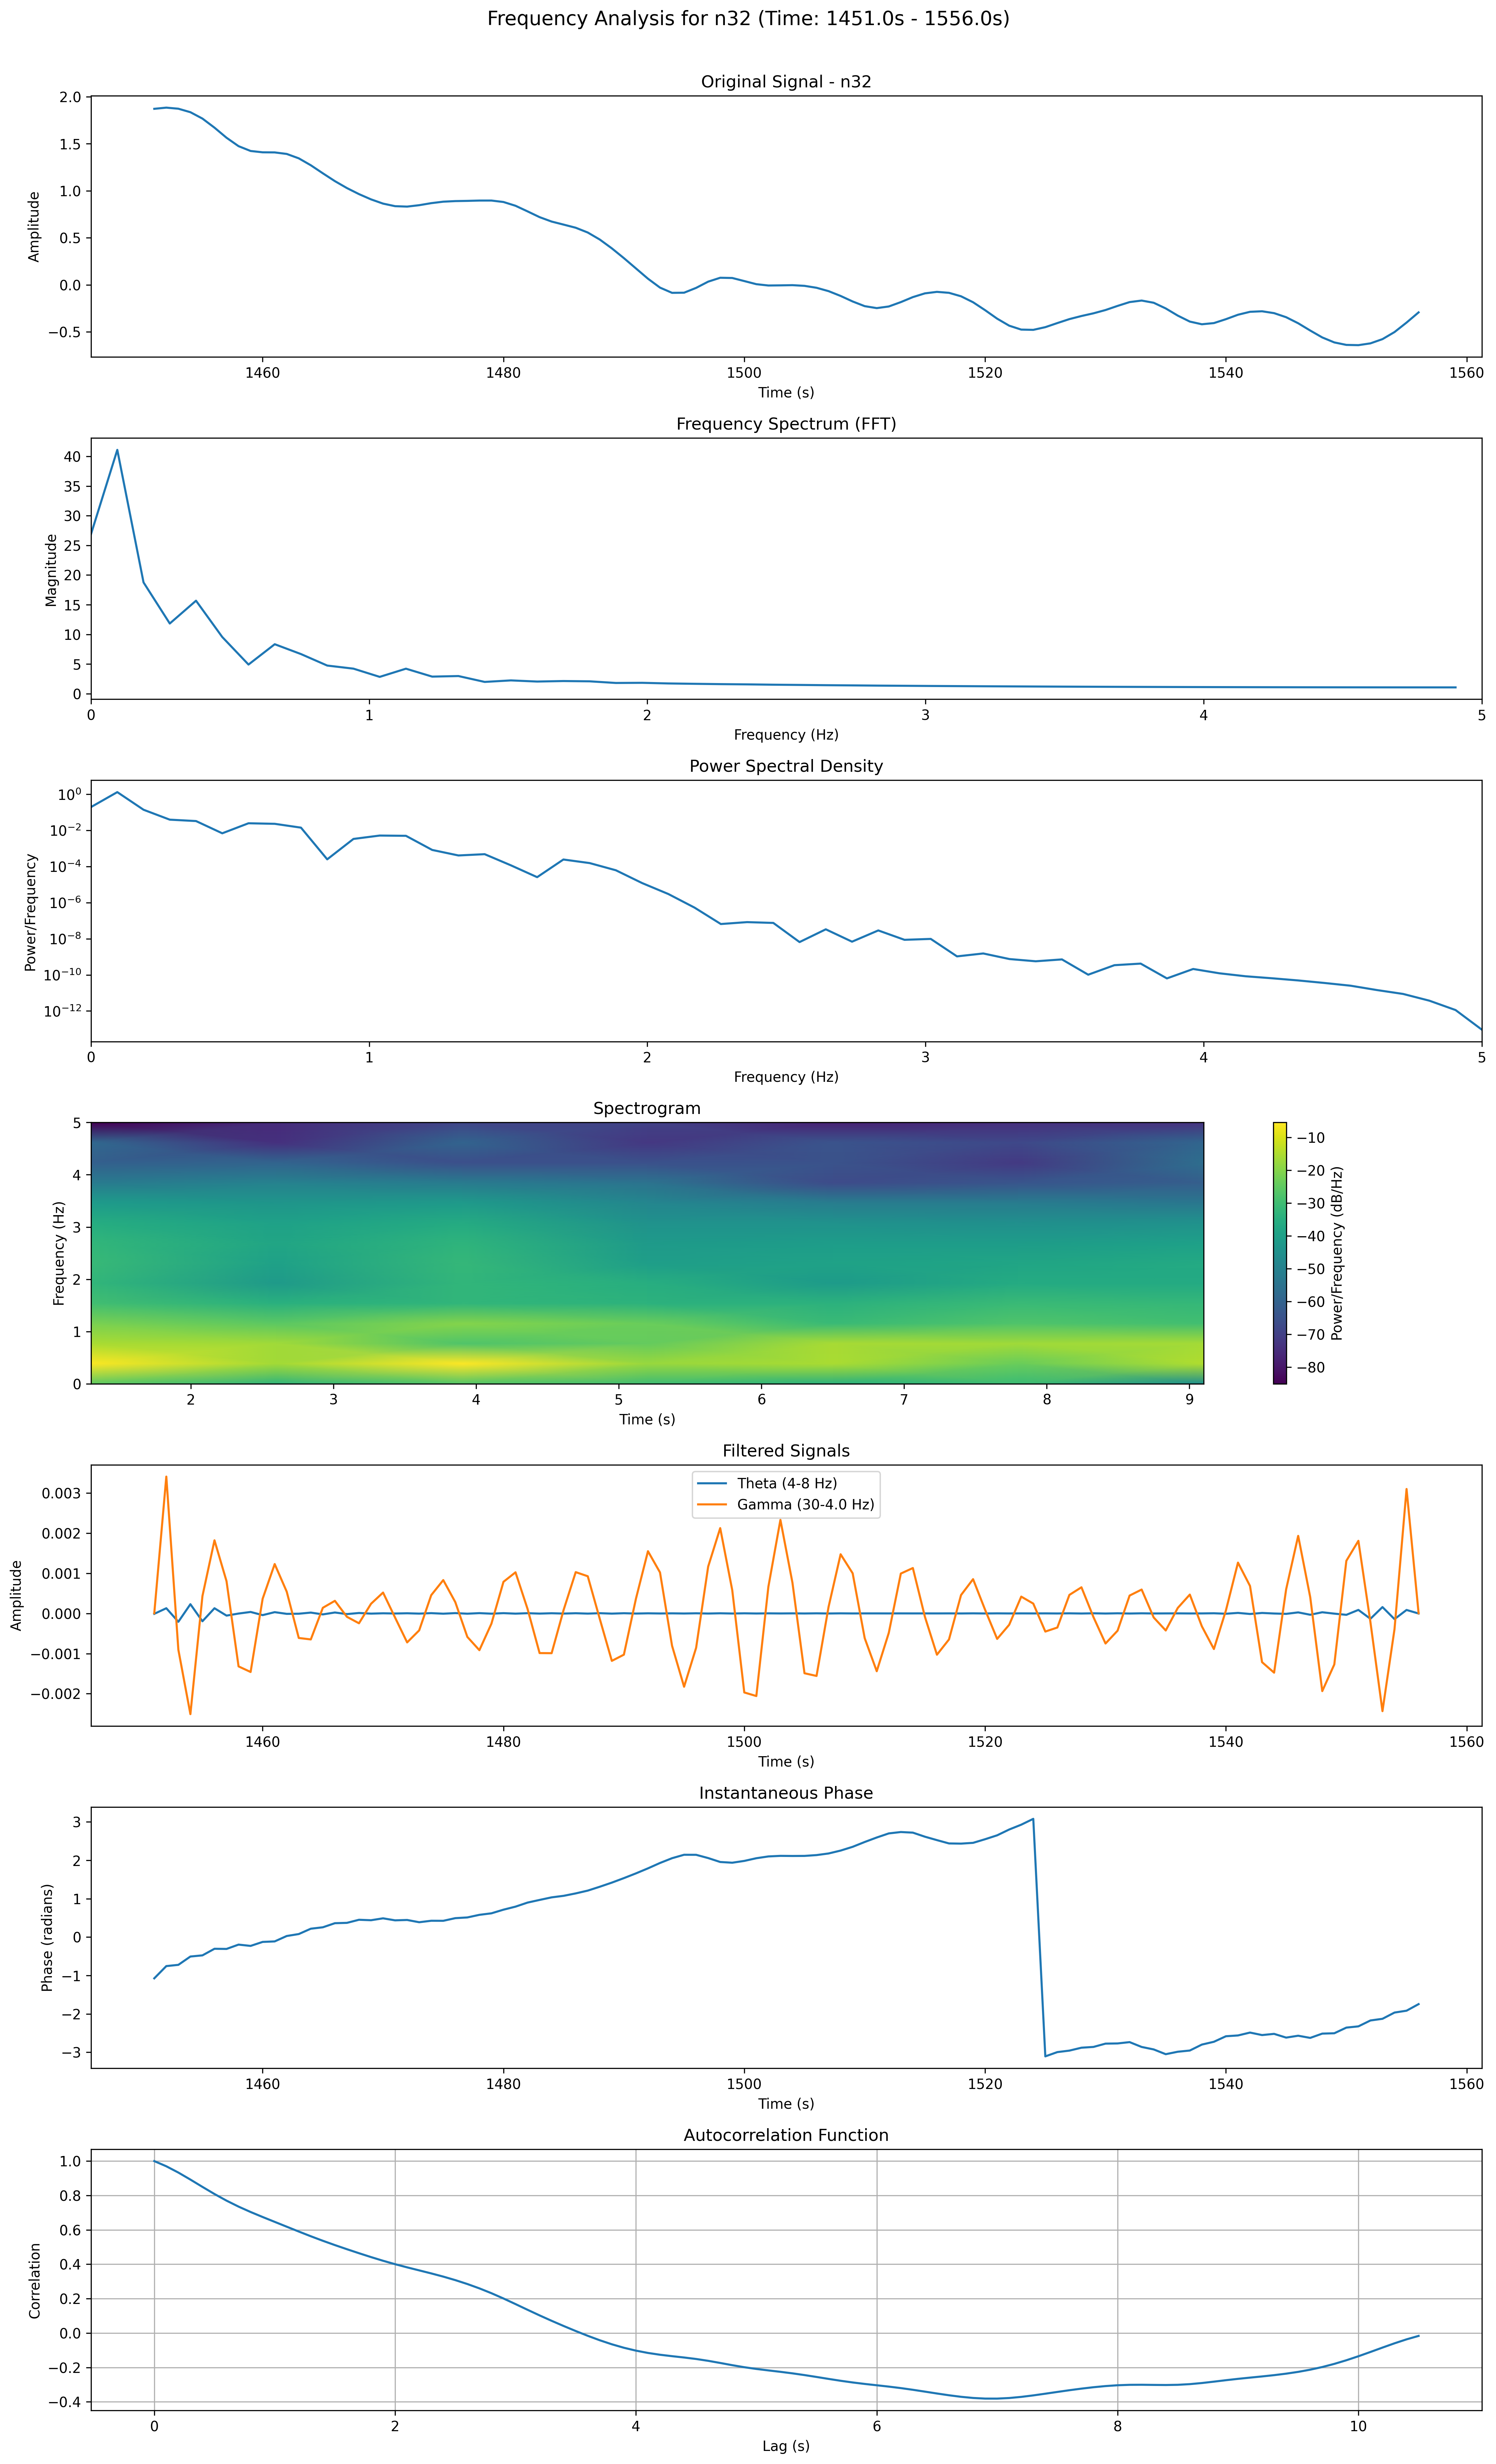 Frequency Analysis for n32 (Time: 1451.0s - 1556.0s)
Original Signal - n32
2.0
1.5
1.0
0.5
0.0
−0.5
Amplitude
1460 1480 1500 1520 1540 1560
Time (s)
Frequency Spectrum (FFT)
40
35
30
25
20
15
10
5
0
Magnitude
0 1 2 3 4 5
Frequency (Hz)
Power Spectral Density
10⁰
10⁻²
10⁻⁴
10⁻⁶
10⁻⁸
10⁻¹⁰
10⁻¹²
Power/Frequency
0 1 2 3 4 5
Frequency (Hz)
Spectrogram
5
4
3
2
1
0
Frequency (Hz)
2 3 4 5 6 7 8 9
Time (s)
−10
−20
−30
−40
−50
−60
−70
−80
Power/Frequency (dB/Hz)
Filtered Signals
Theta (4-8 Hz)
Gamma (30-4.0 Hz)
0.003
0.002
0.001
0.000
−0.001
−0.002
Amplitude
1460 1480 1500 1520 1540 1560
Time (s)
Instantaneous Phase
3
2
1
0
−1
−2
−3
Phase (radians)
1460 1480 1500 1520 1540 1560
Time (s)
Autocorrelation Function
1.0
0.8
0.6
0.4
0.2
0.0
−0.2
−0.4
Correlation
0 2 4 6 8 10
Lag (s)